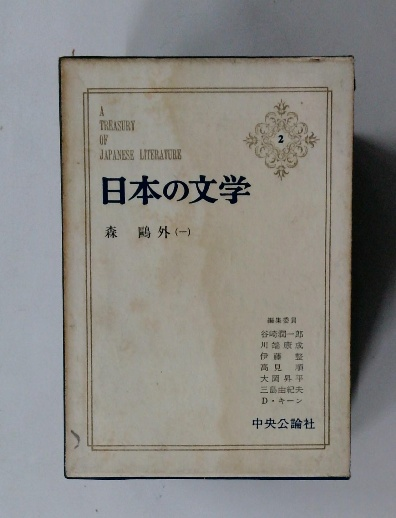 A
TREASURY
OF
JAPANESE LITERATURE
2
日本の文学
森 鷗外(一)
編集委員
谷崎潤一郎
川端康成
伊藤 整
高見 順
大岡昇平
三島由紀夫
D・キーン
中央公論社